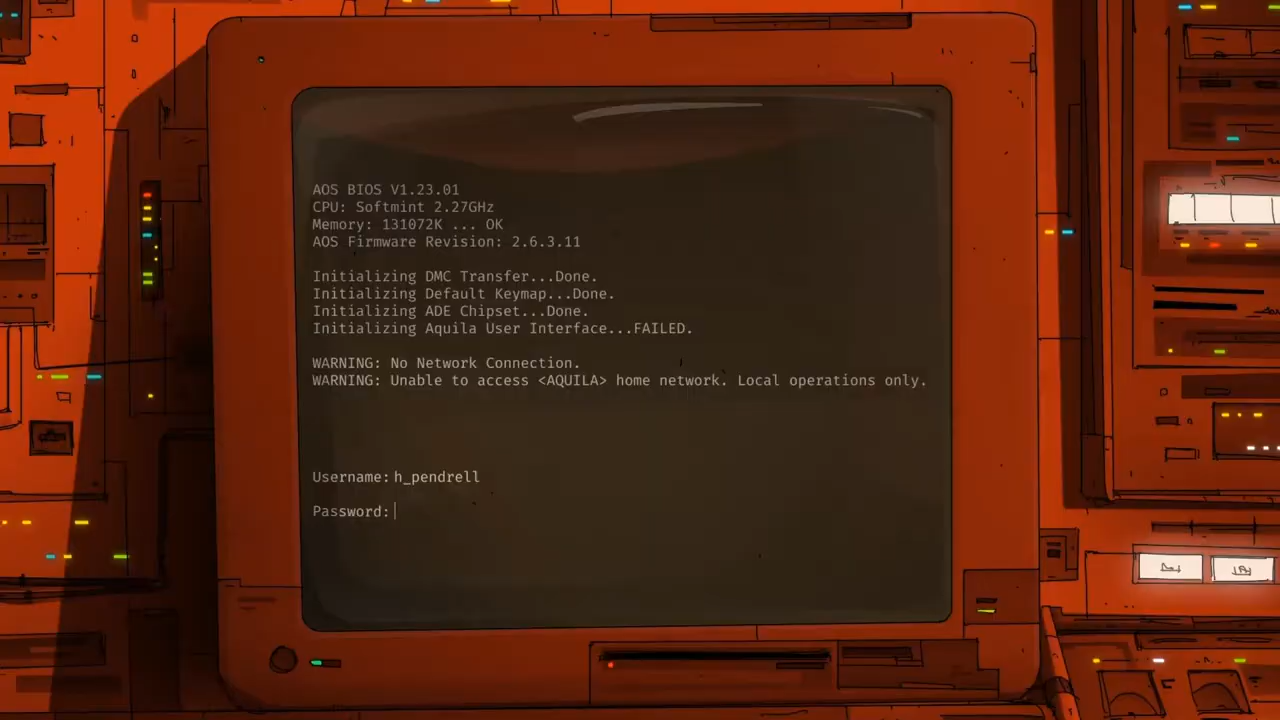 AOS BIOS V1.23.01
CPU: Softmint 2.27GHz
Memory: 131072K ... OK
AOS Firmware Revision: 2.6.3.11
Initializing DMC Transfer...Done.
Initializing Default Keymap...Done.
Initializing ADE Chipset...Done.
Initializing Aquila User Interface...FAILED.
WARNING: No Network Connection.
WARNING: Unable to access <AQUILA> home network. Local operations only.
Username: h_pendrell
Password: